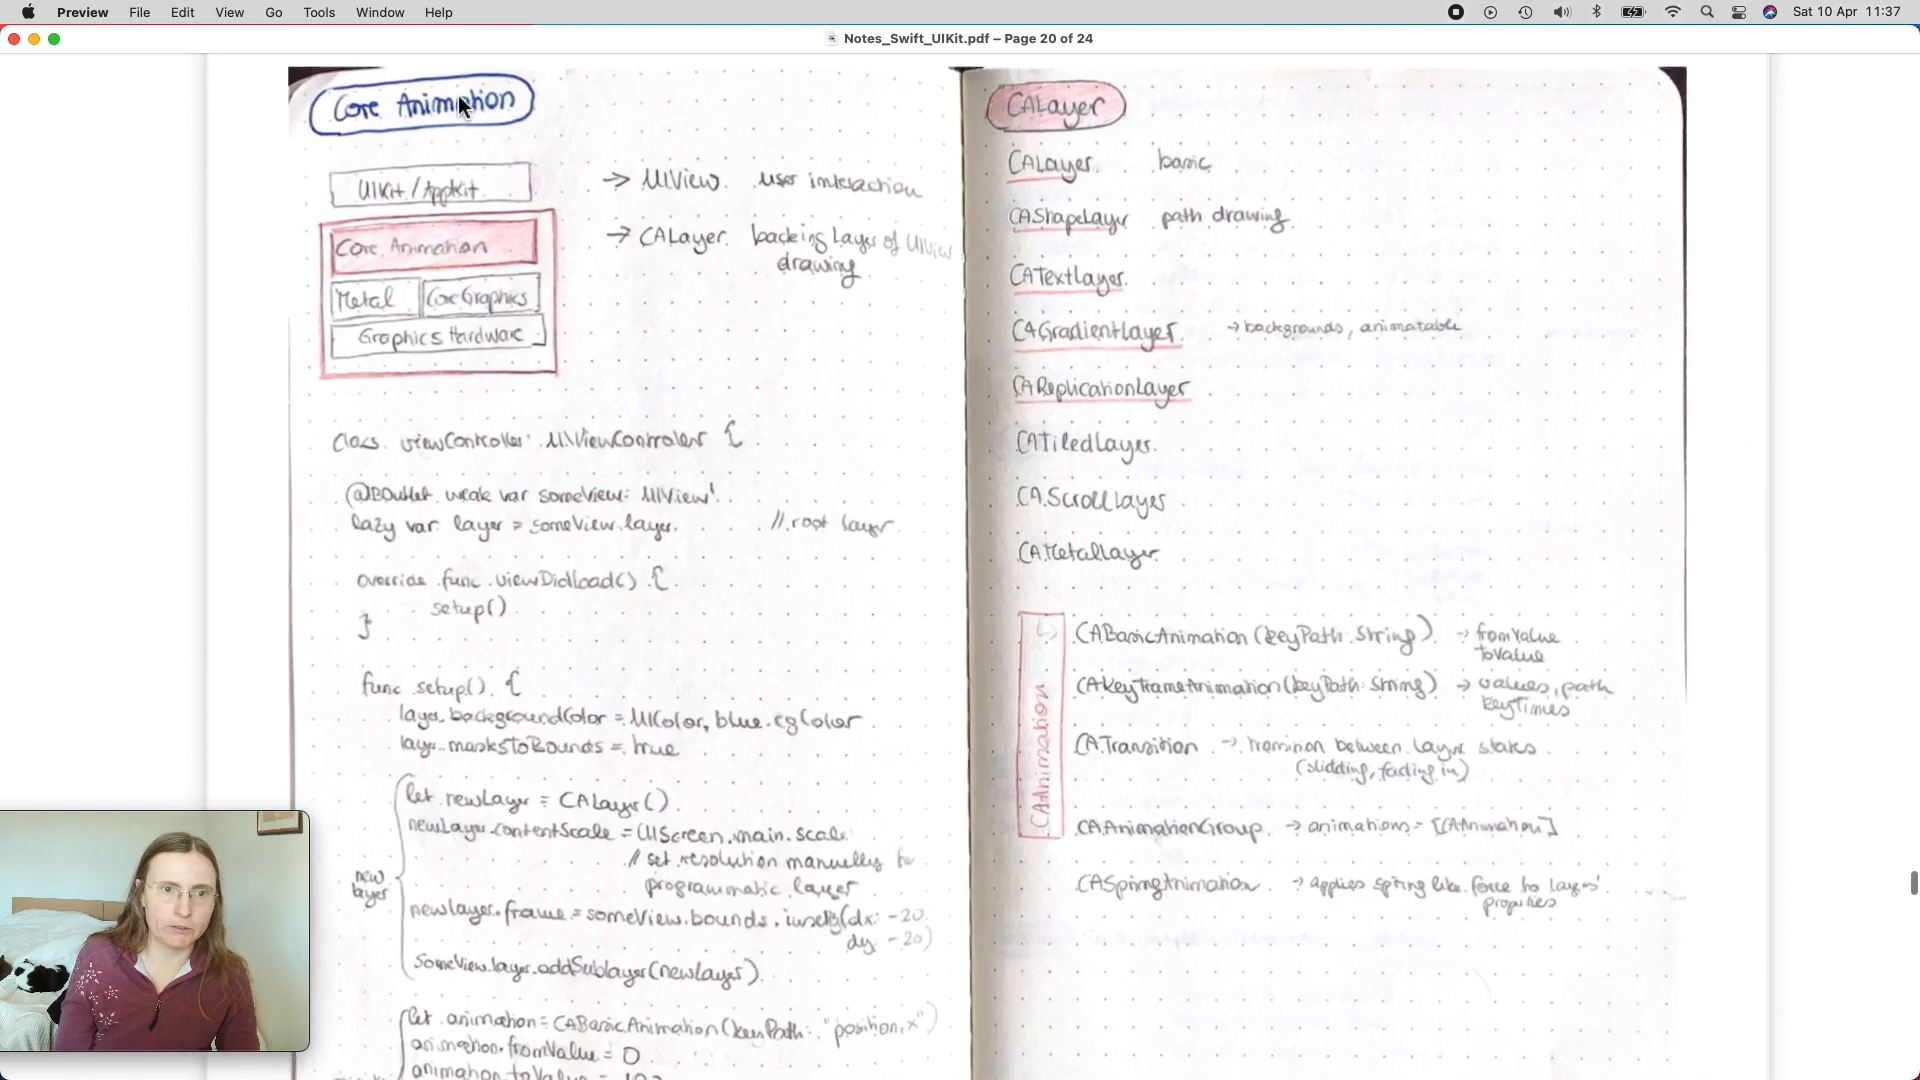 Preview File Edit View Go Tools Window Help
Sat 10 Apr 11:37
Notes_Swift_UIKit.pdf – Page 20 of 24
Core Animation
UIKit/AppKit
→ UIView user interaction
Core Animation
→ CALayer backing Layer of UIView
drawing
Metal CoreGraphics
Graphics Hardware
class viewController: UIViewController {
@IBOutlet weak var someView: UIView!
lazy var layer = someView.layer // root layer
override func viewDidLoad() {
setup()
}
func setup() {
layer.backgroundColor = UIColor, blue.cgColor
layer.masksToBounds = true
new
layer
let newLayer = CALayer()
newLayer.contentScale = UIScreen.main.scale
// set resolution manually for
programmatic layer
newLayer.frame = someView.bounds.insetBy(dx: -20
dy: -20)
someView.layer.addSublayer(newLayer)
let animation = CABasicAnimation(keyPath: "position.x")
animation.fromValue = 0
animation.toValue =
CALayer
CALayer basic
CAShapeLayer path drawing
CATextLayer
CAGradientLayer → backgrounds, animatable
CAReplicationLayer
CATiledLayer
CAScrollLayer
CAMetalLayer
CAAnimation
CABasicAnimation (keyPath: String) → fromValue
toValue
CAKeyframeAnimation (keyPath: String) → values, path
keyTimes
CATransition → transition between layer states
(slidding, fading in)
CAAnimationGroup → animations = [CAAnimation]
CASpringAnimation → applies spring like force to layers'
properties